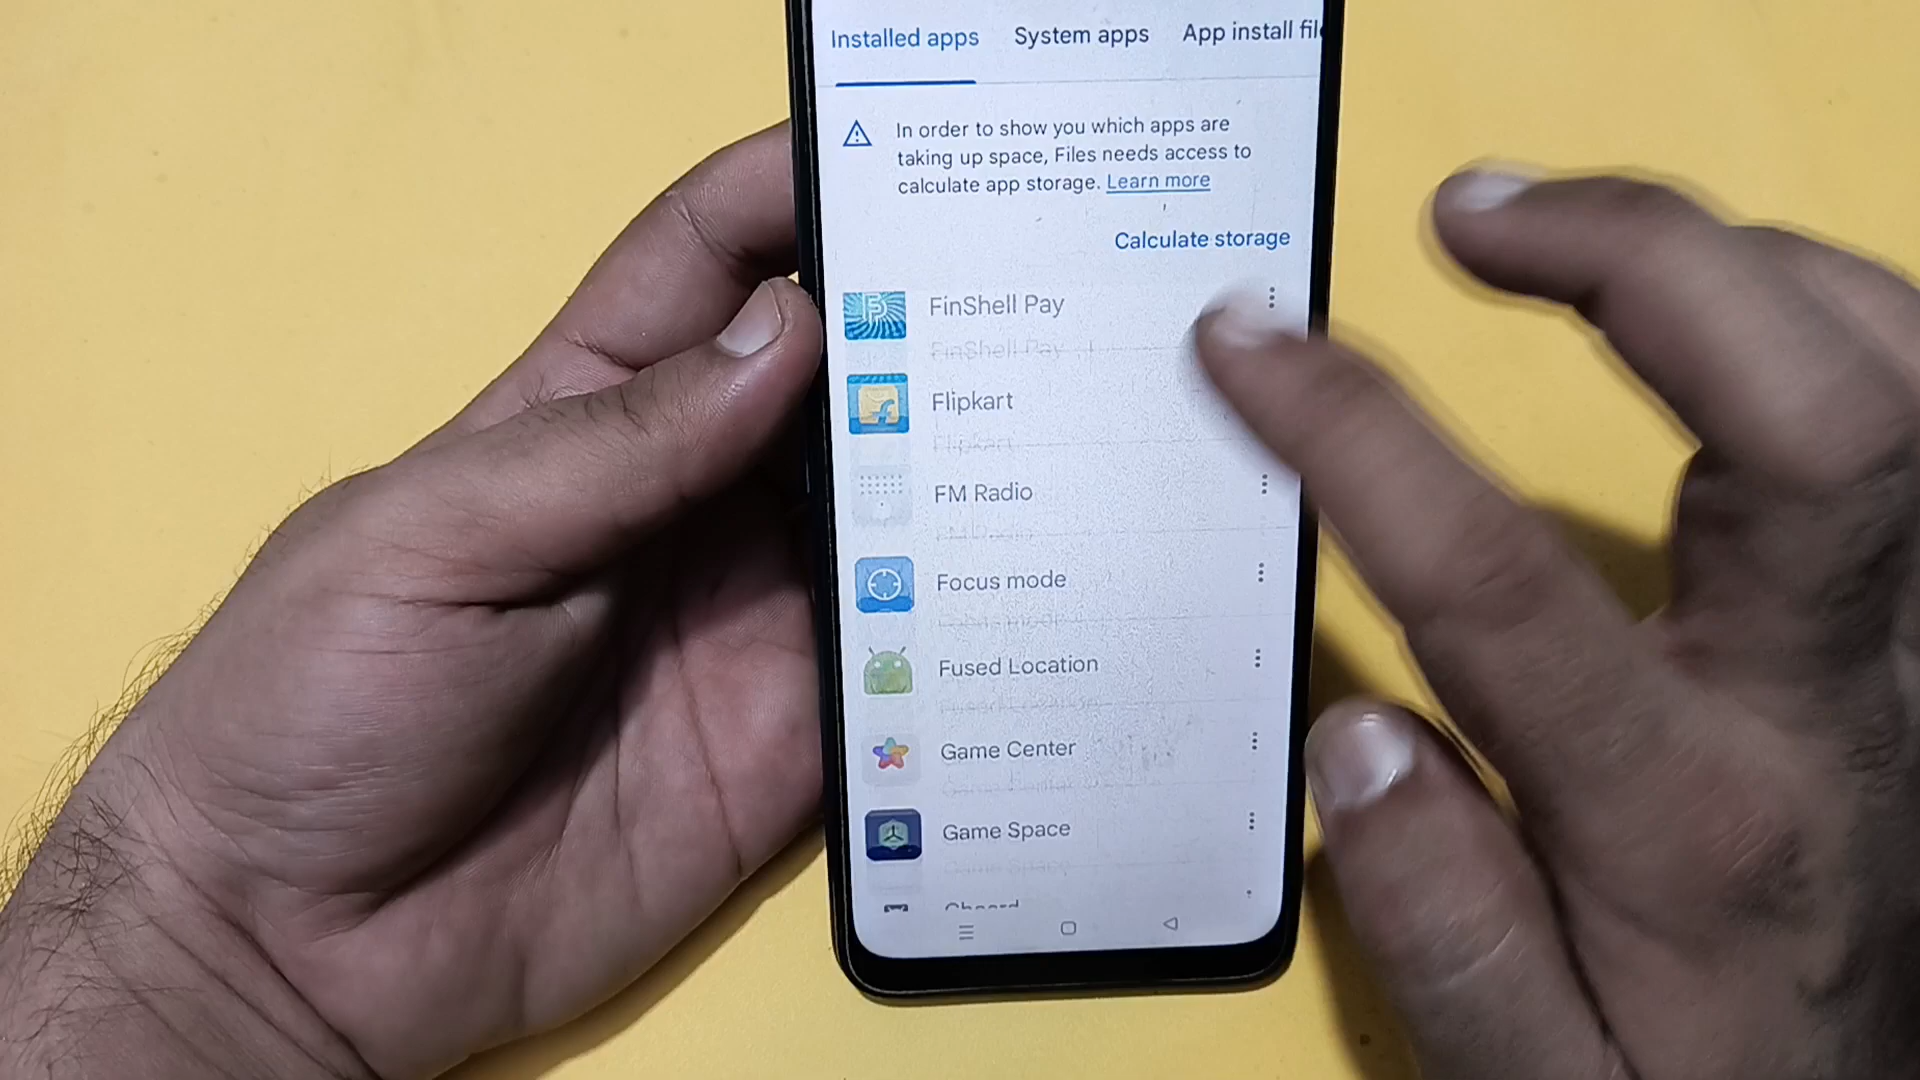 Installed apps System apps App install
In order to show you which apps are
taking up space, Files needs access to
calculate app storage. Learn more
Calculate storage
FinShell Pay
Flipkart
FM Radio
Focus mode
Fused Location
Game Center
Game Space